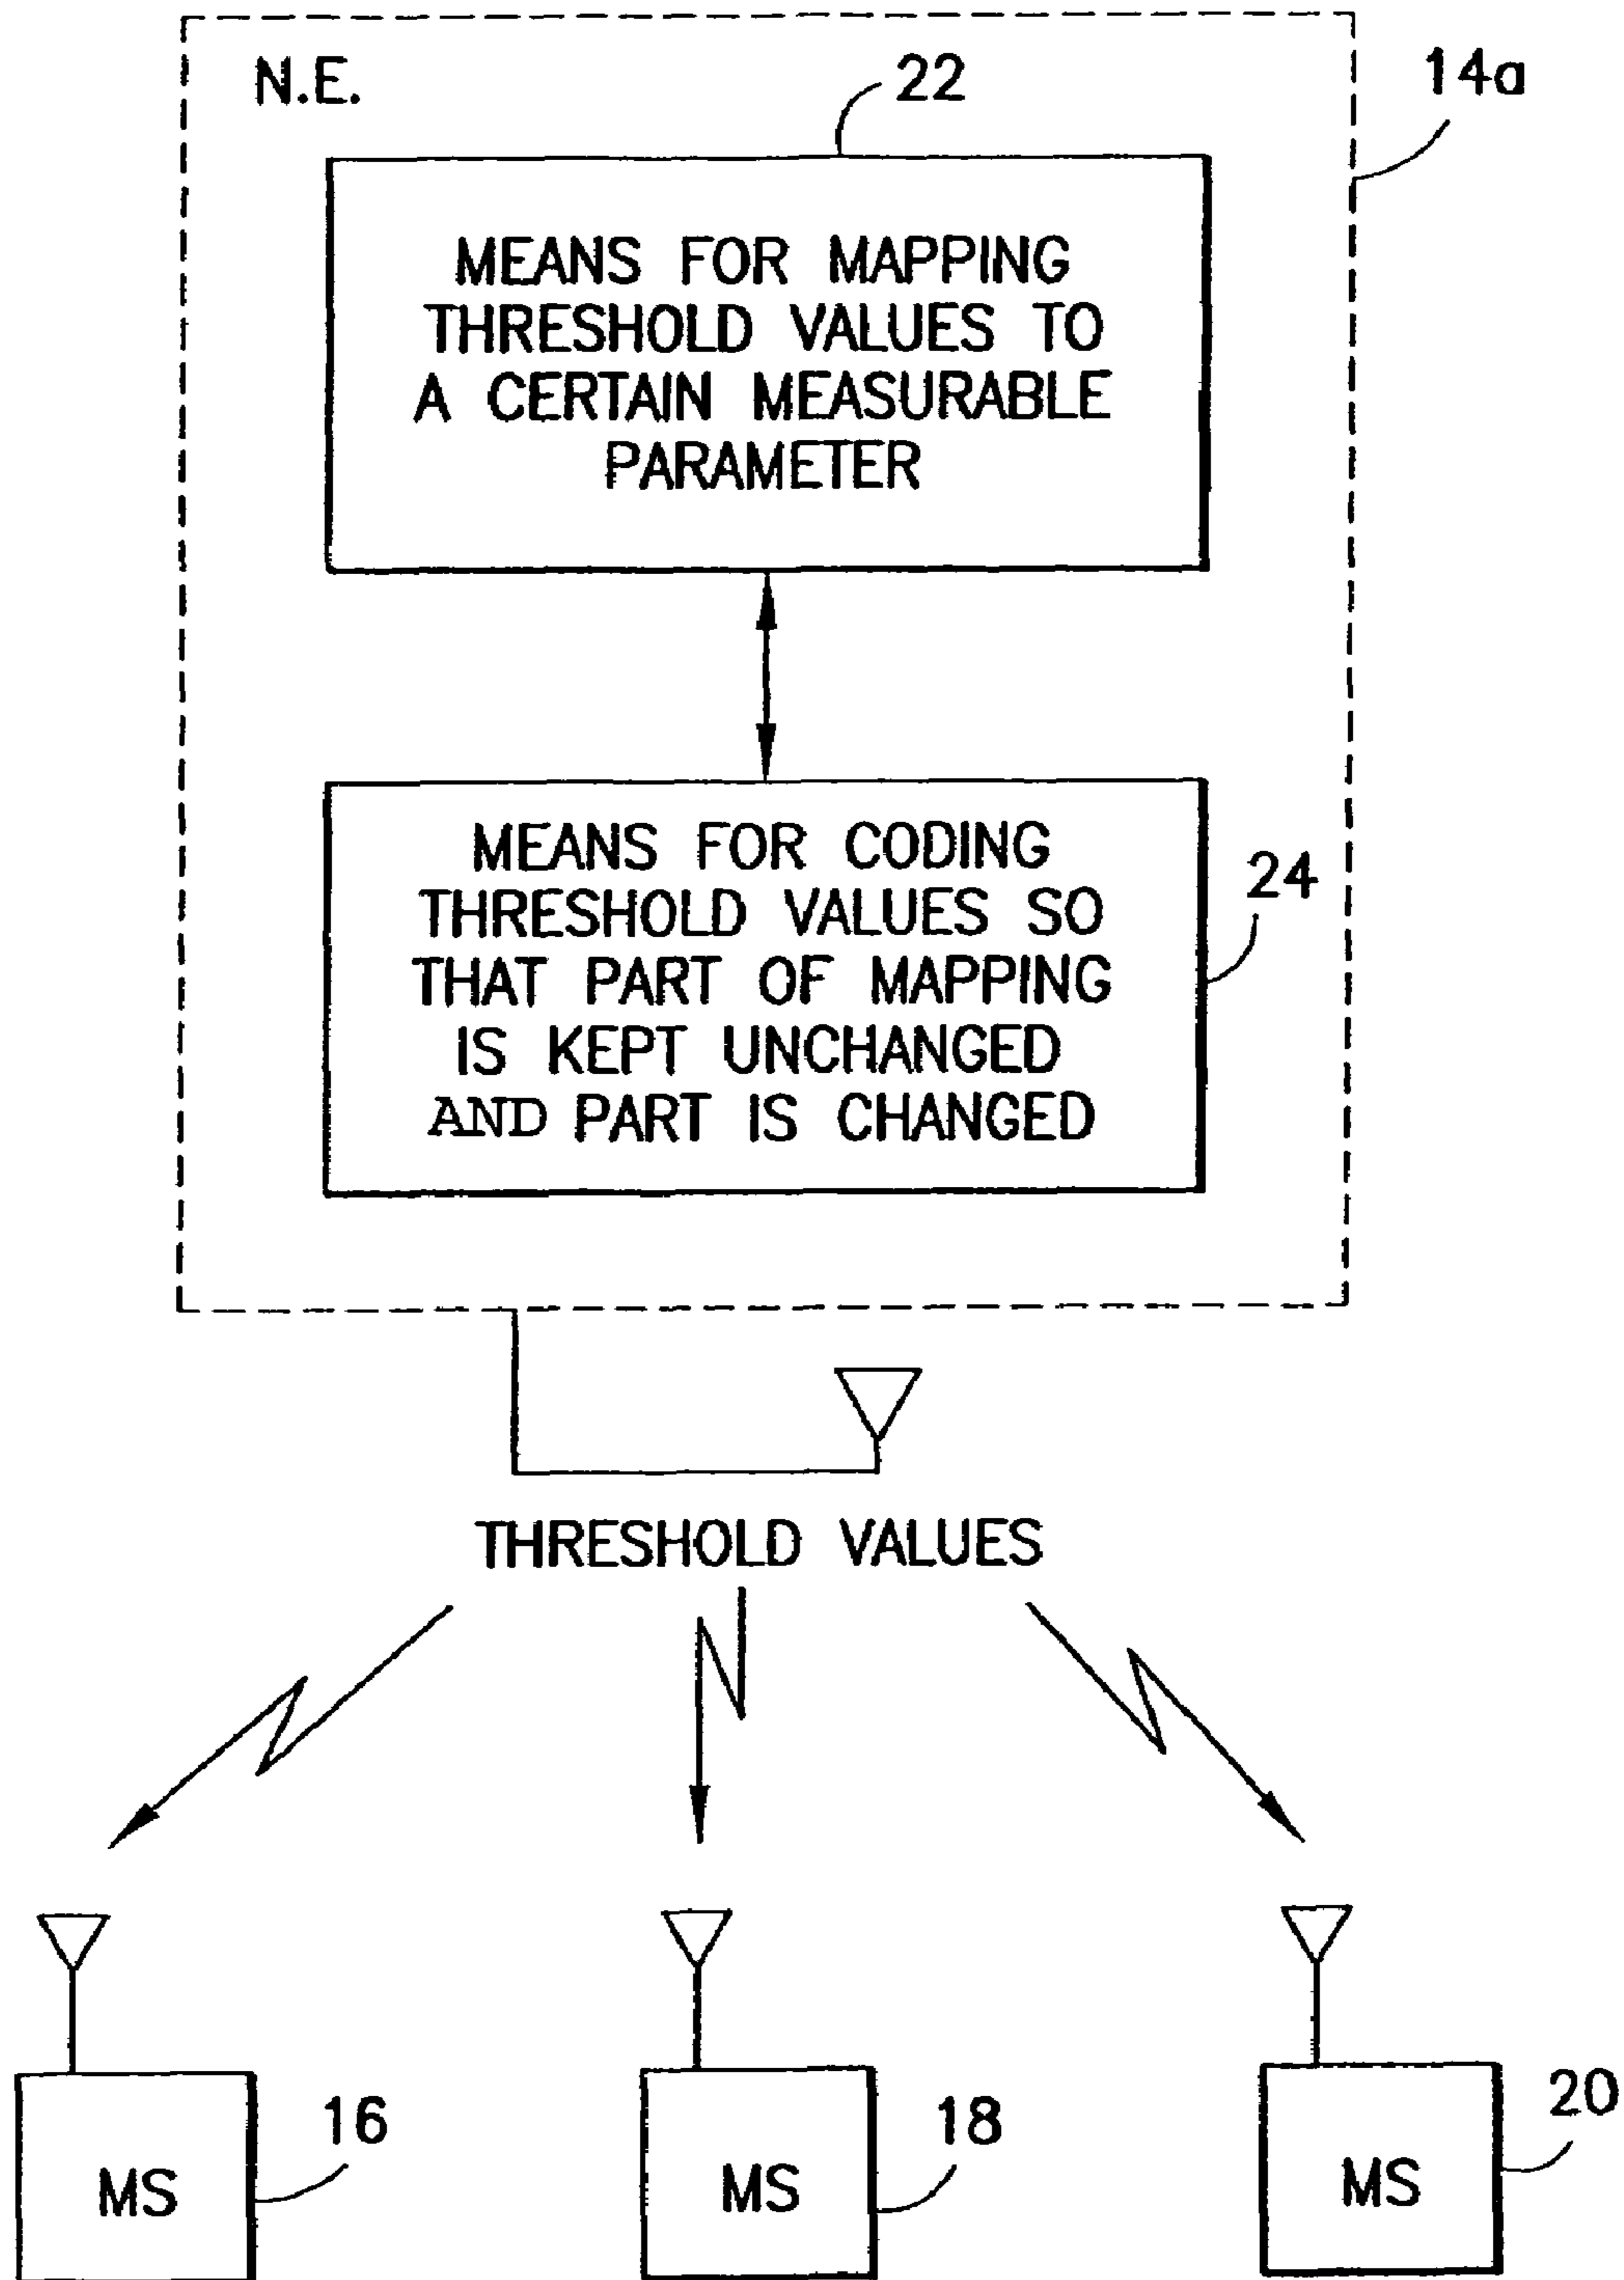 N.E.
22
14a
MEANS FOR MAPPING
THRESHOLD VALUES TO
A CERTAIN MEASURABLE
PARAMETER
MEANS FOR CODING
THRESHOLD VALUES SO
THAT PART OF MAPPING
IS KEPT UNCHANGED
AND PART IS CHANGED
24
THRESHOLD VALUES
MS
16
MS
18
MS
20